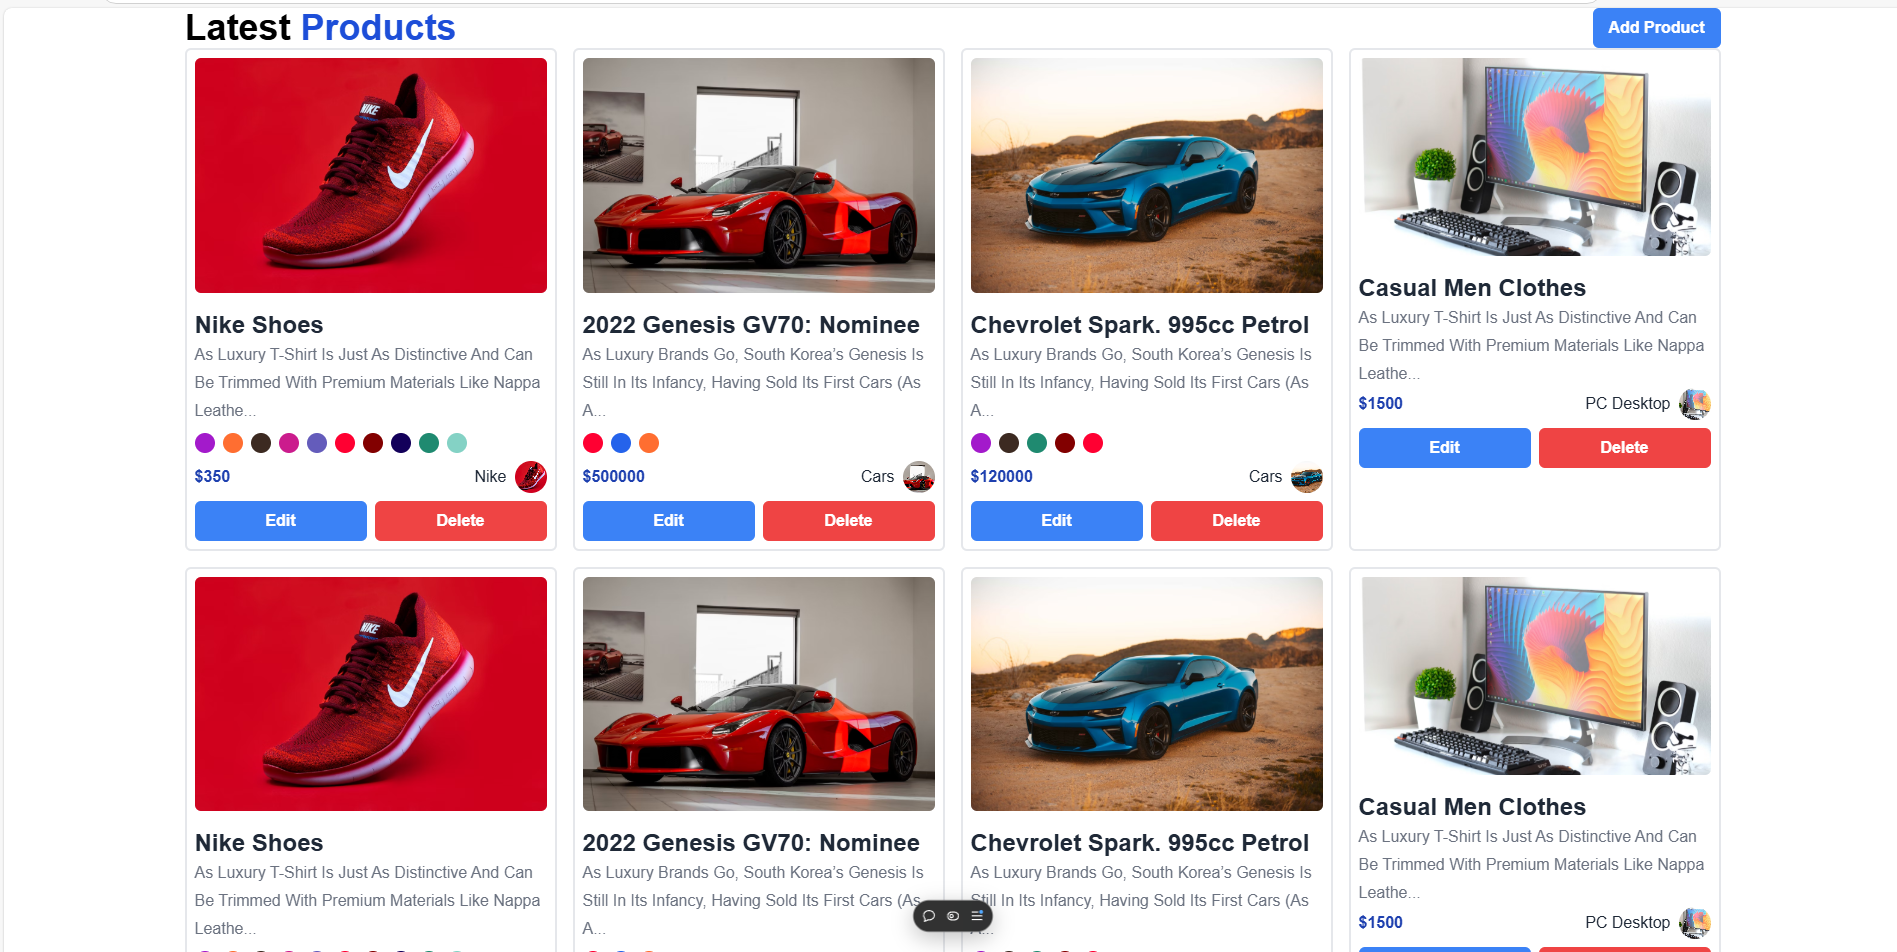 Latest Products
Add Product
NIKE
Nike Shoes
As Luxury T-Shirt Is Just As Distinctive And Can
Be Trimmed With Premium Materials Like Nappa
Leathe...
$350
Nike
Edit
Delete
2022 Genesis GV70: Nominee
As Luxury Brands Go, South Korea’s Genesis Is
Still In Its Infancy, Having Sold Its First Cars (As
A...
$500000
Cars
Edit
Delete
Chevrolet Spark. 995cc Petrol
As Luxury Brands Go, South Korea’s Genesis Is
Still In Its Infancy, Having Sold Its First Cars (As
A...
$120000
Cars
Edit
Delete
Casual Men Clothes
As Luxury T-Shirt Is Just As Distinctive And Can
Be Trimmed With Premium Materials Like Nappa
Leathe...
$1500
PC Desktop
Edit
Delete
NIKE
Nike Shoes
As Luxury T-Shirt Is Just As Distinctive And Can
Be Trimmed With Premium Materials Like Nappa
Leathe...
2022 Genesis GV70: Nominee
As Luxury Brands Go, South Korea’s Genesis Is
Still In Its Infancy, Having Sold Its First Cars (As
A...
Chevrolet Spark. 995cc Petrol
As Luxury Brands Go, South Korea’s Genesis Is
Still In Its Infancy, Having Sold Its First Cars (As
A...
Casual Men Clothes
As Luxury T-Shirt Is Just As Distinctive And Can
Be Trimmed With Premium Materials Like Nappa
Leathe...
$1500
PC Desktop